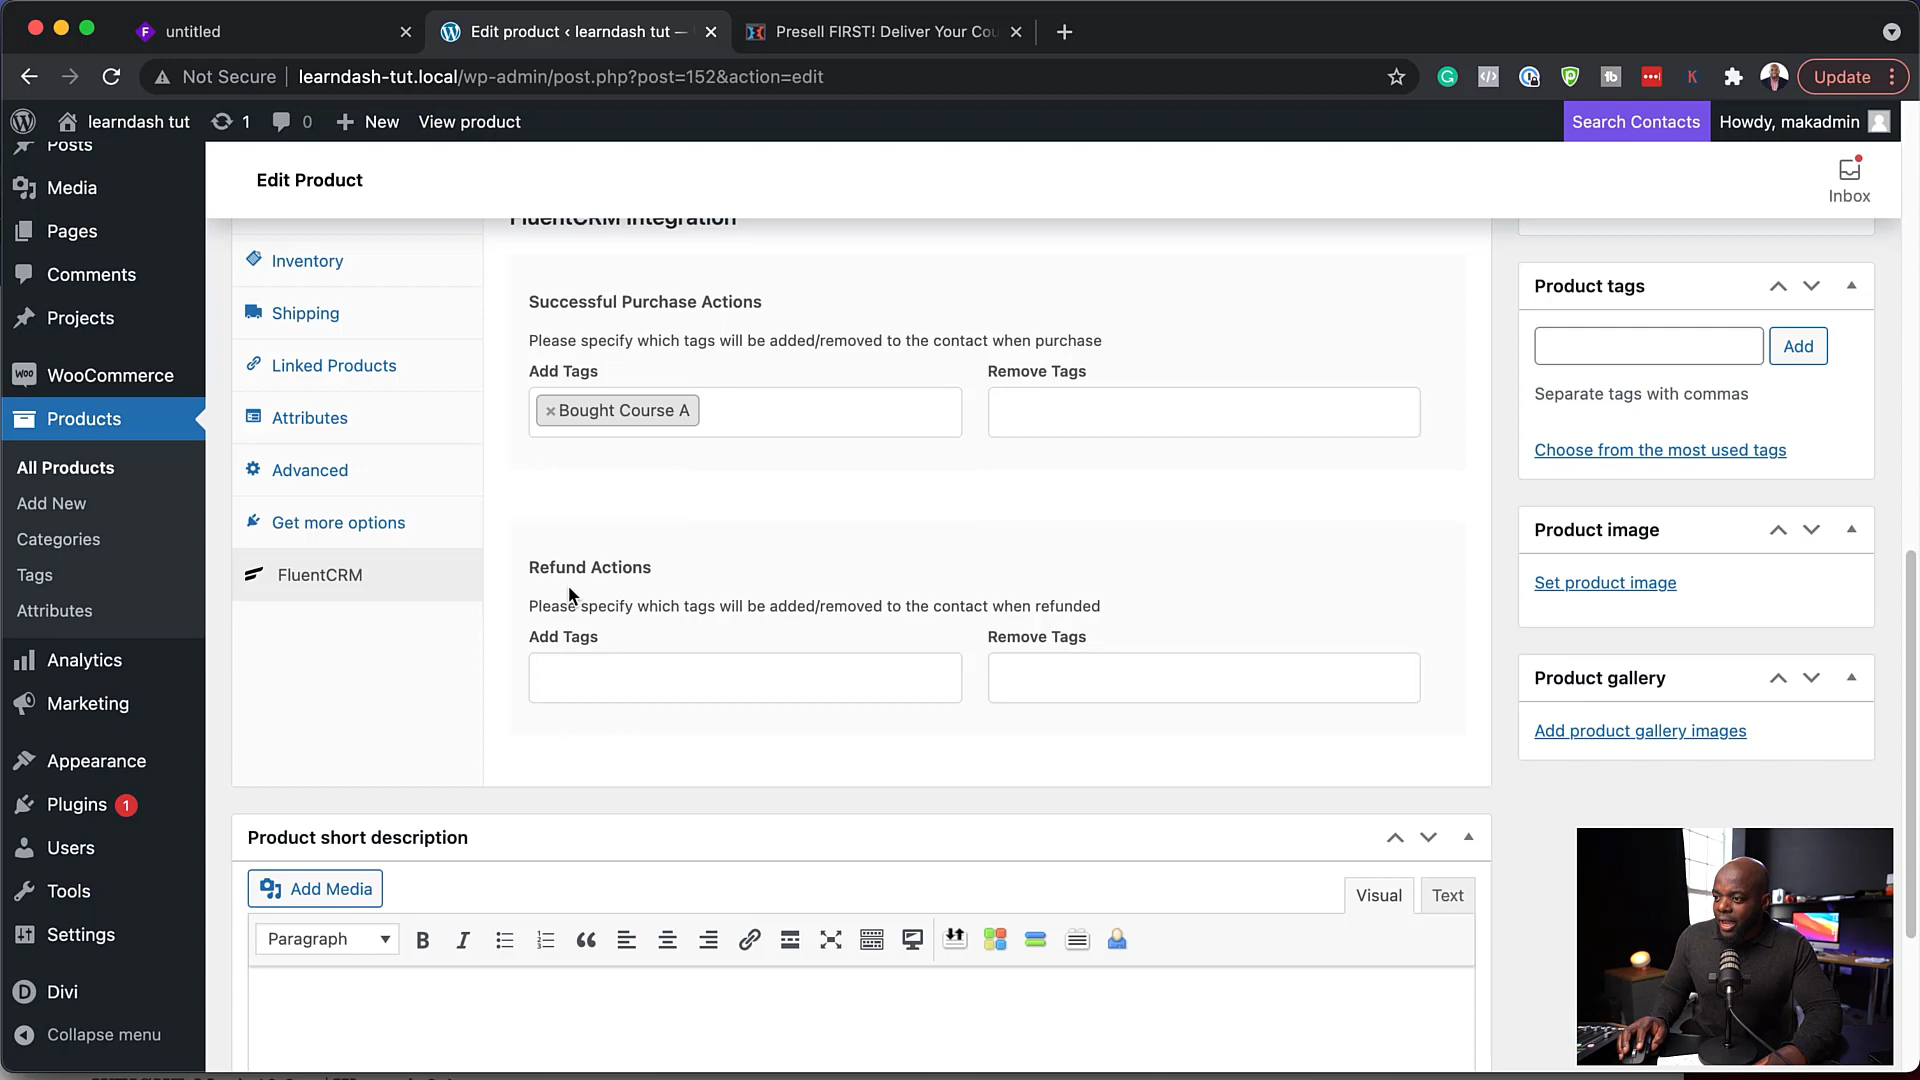 untitled
Edit product ‹ learndash tut —
Presell FIRST! Deliver Your Cou
Not Secure
learndash-tut.local/wp-admin/post.php?post=152&action=edit
Update
learndash tut
1
0
New
View product
Search Contacts
Howdy, makadmin
Posts
Media
Pages
Comments
Projects
WooCommerce
Products
All Products
Add New
Categories
Tags
Attributes
Analytics
Marketing
Appearance
Plugins 1
Users
Tools
Settings
Divi
Collapse menu
Edit Product
Inbox
FluentCRM Integration
Inventory
Shipping
Linked Products
Attributes
Advanced
Get more options
FluentCRM
Successful Purchase Actions
Please specify which tags will be added/removed to the contact when purchase
Add Tags
Remove Tags
×Bought Course A
Refund Actions
Please specify which tags will be added/removed to the contact when refunded
Add Tags
Remove Tags
Product short description
Add Media
Visual
Text
Paragraph
B
I
Product tags
Add
Separate tags with commas
Choose from the most used tags
Product image
Set product image
Product gallery
Add product gallery images